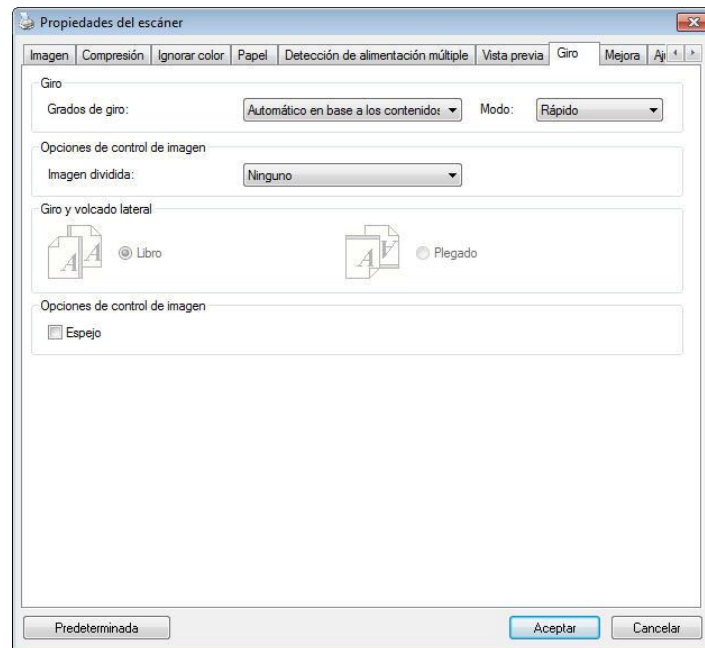 Propiedades del escáner
Imagen Compresión Ignorar color Papel Detección de alimentación múltiple Vista previa Giro Mejora Aju
Giro
Grados de giro: Automático en base a los contenidos Modo: Rápido
Opciones de control de imagen
Imagen dividida: Ninguno
Giro y volcado lateral
A A Libro A A Plegado
Opciones de control de imagen
Espejo
Predeterminada Aceptar Cancelar